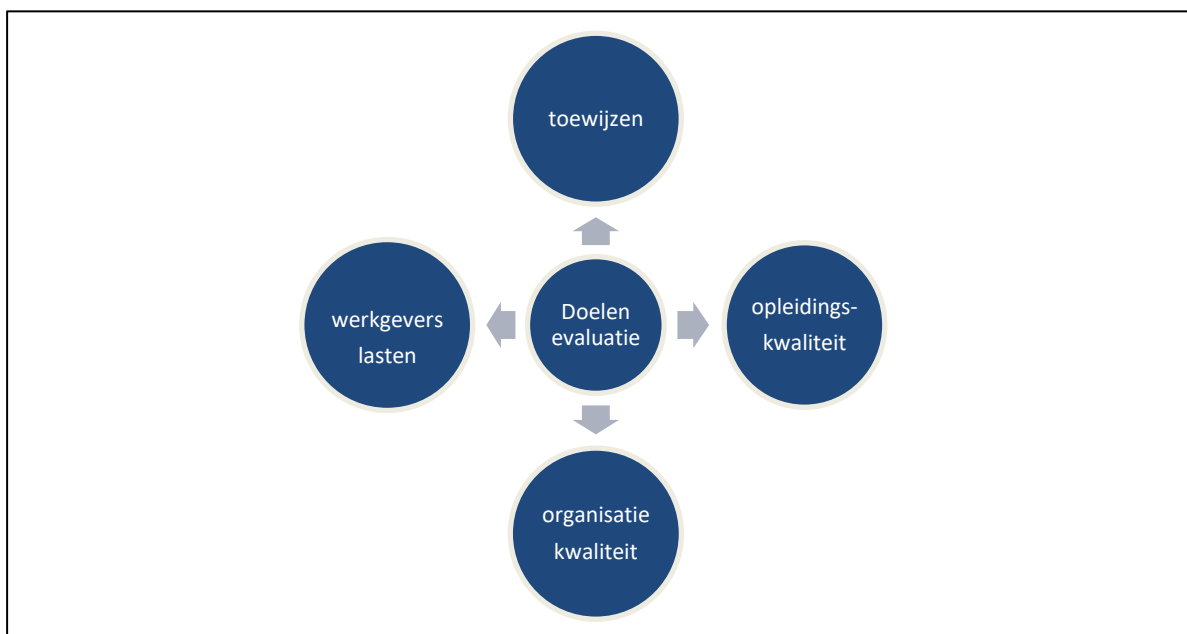 toewijzen
werkgevers
lasten
Doelen
evaluatie
opleidings-
kwaliteit
organisatie
kwaliteit